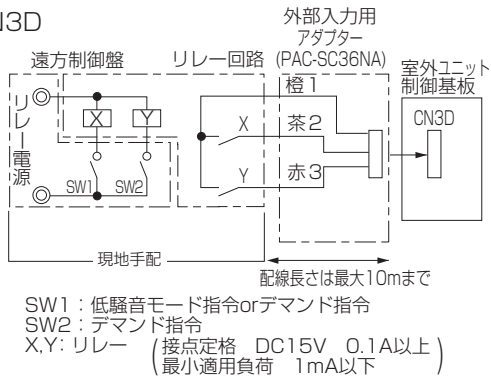 CN3D
外部入力用
アダプター
(PAC-SC36NA)
遠方制御盤
リレー回路
室外ユニット
制御基板
橙1
リレー電源
X
Y
X
茶2
CN3D
SW1
SW2
Y
赤3
現地手配
配線長さは最大10mまで
SW1:低騒音モード指令orデマンド指令
SW2:デマンド指令
X,Y:リレー (接点定格 DC15V 0.1A以上
最小適用負荷 1mA以下)